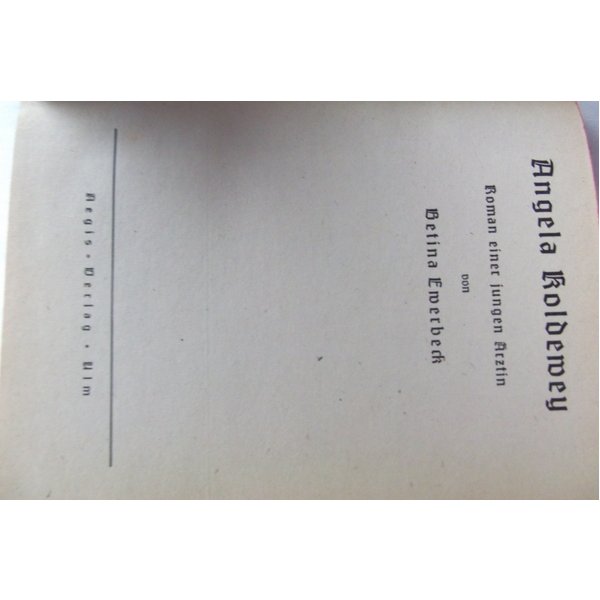 Angela Koldewey
Roman einer jungen Ärztin
von
Betina Ewerbeck
Aegis-Verlag · Ulm